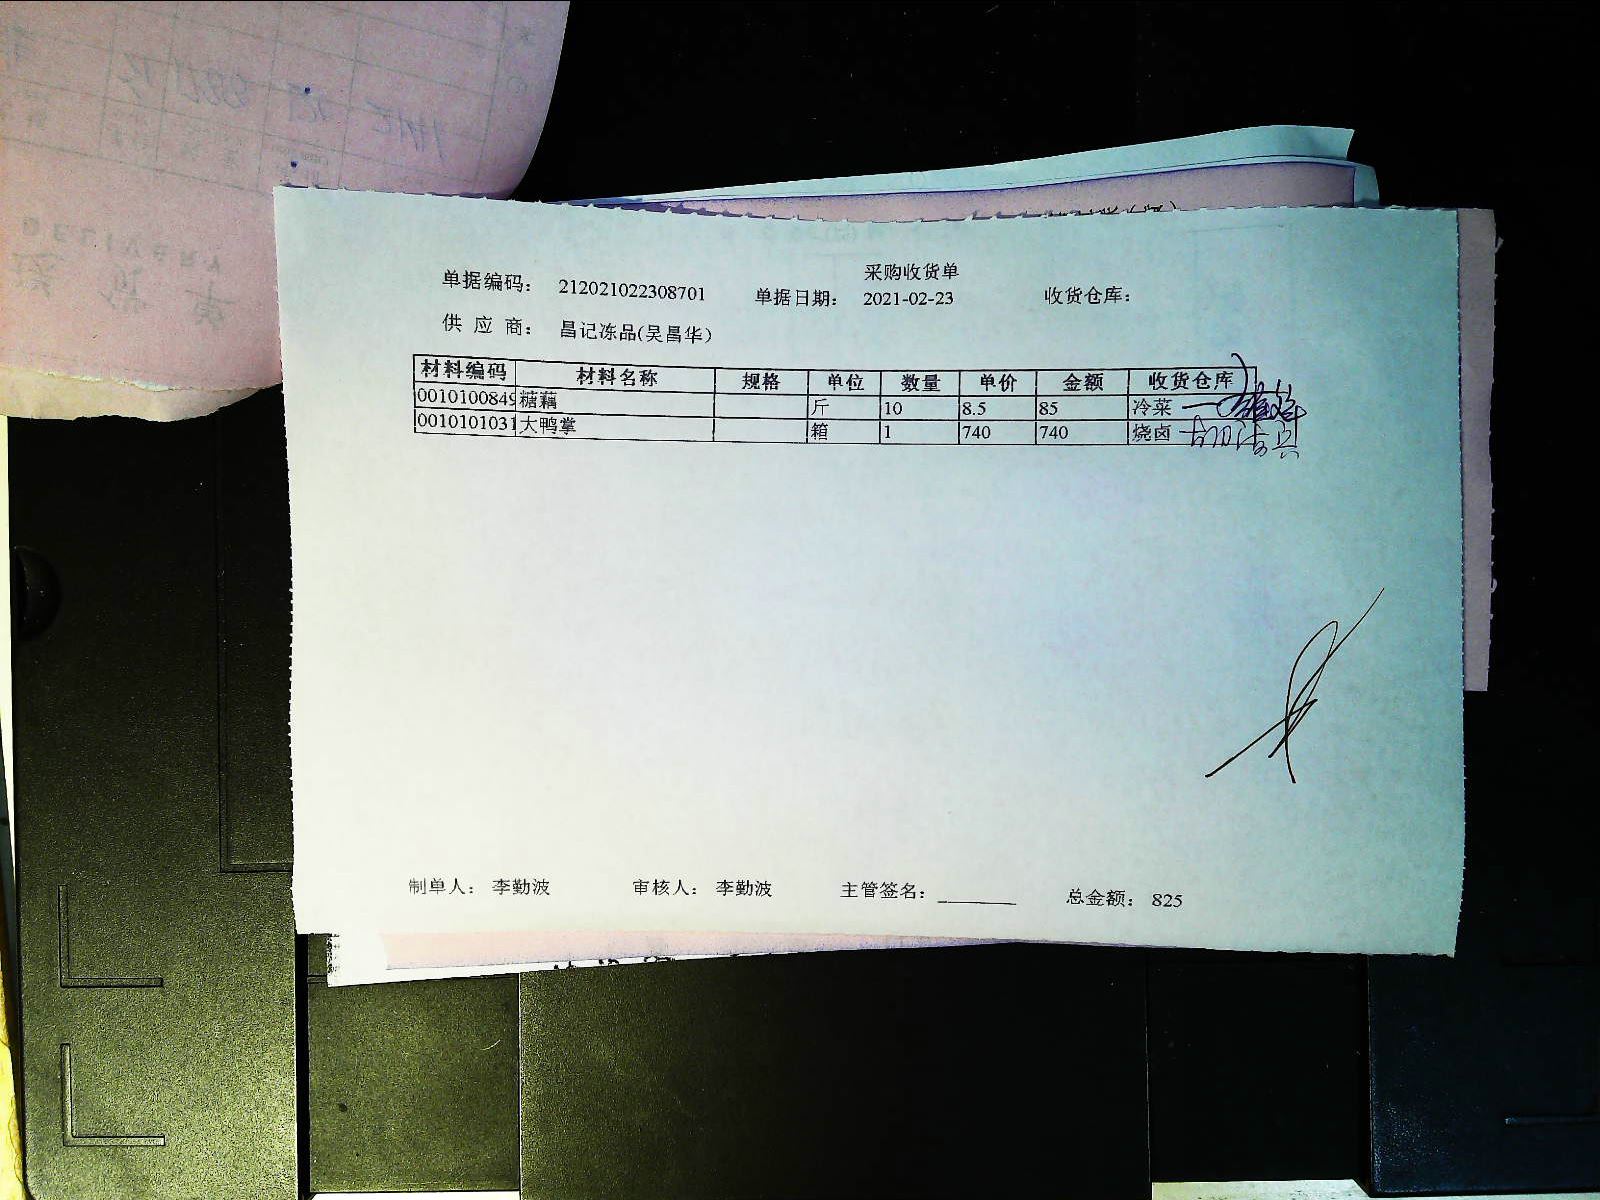 采购收货单
单据编码： 212021022308701 单据日期： 2021-02-23 收货仓库：
供 应 商： 昌记冻品(吴昌华)
材料编码 材料名称 规格 单位 数量 单价 金额 收货仓库
0010100849 糖藕 斤 10 8.5 85 冷菜
0010101031 大鸭掌 箱 1 740 740 烧卤
制单人： 李勤波 审核人： 李勤波 主管签名： 总金额： 825
DELIVERY